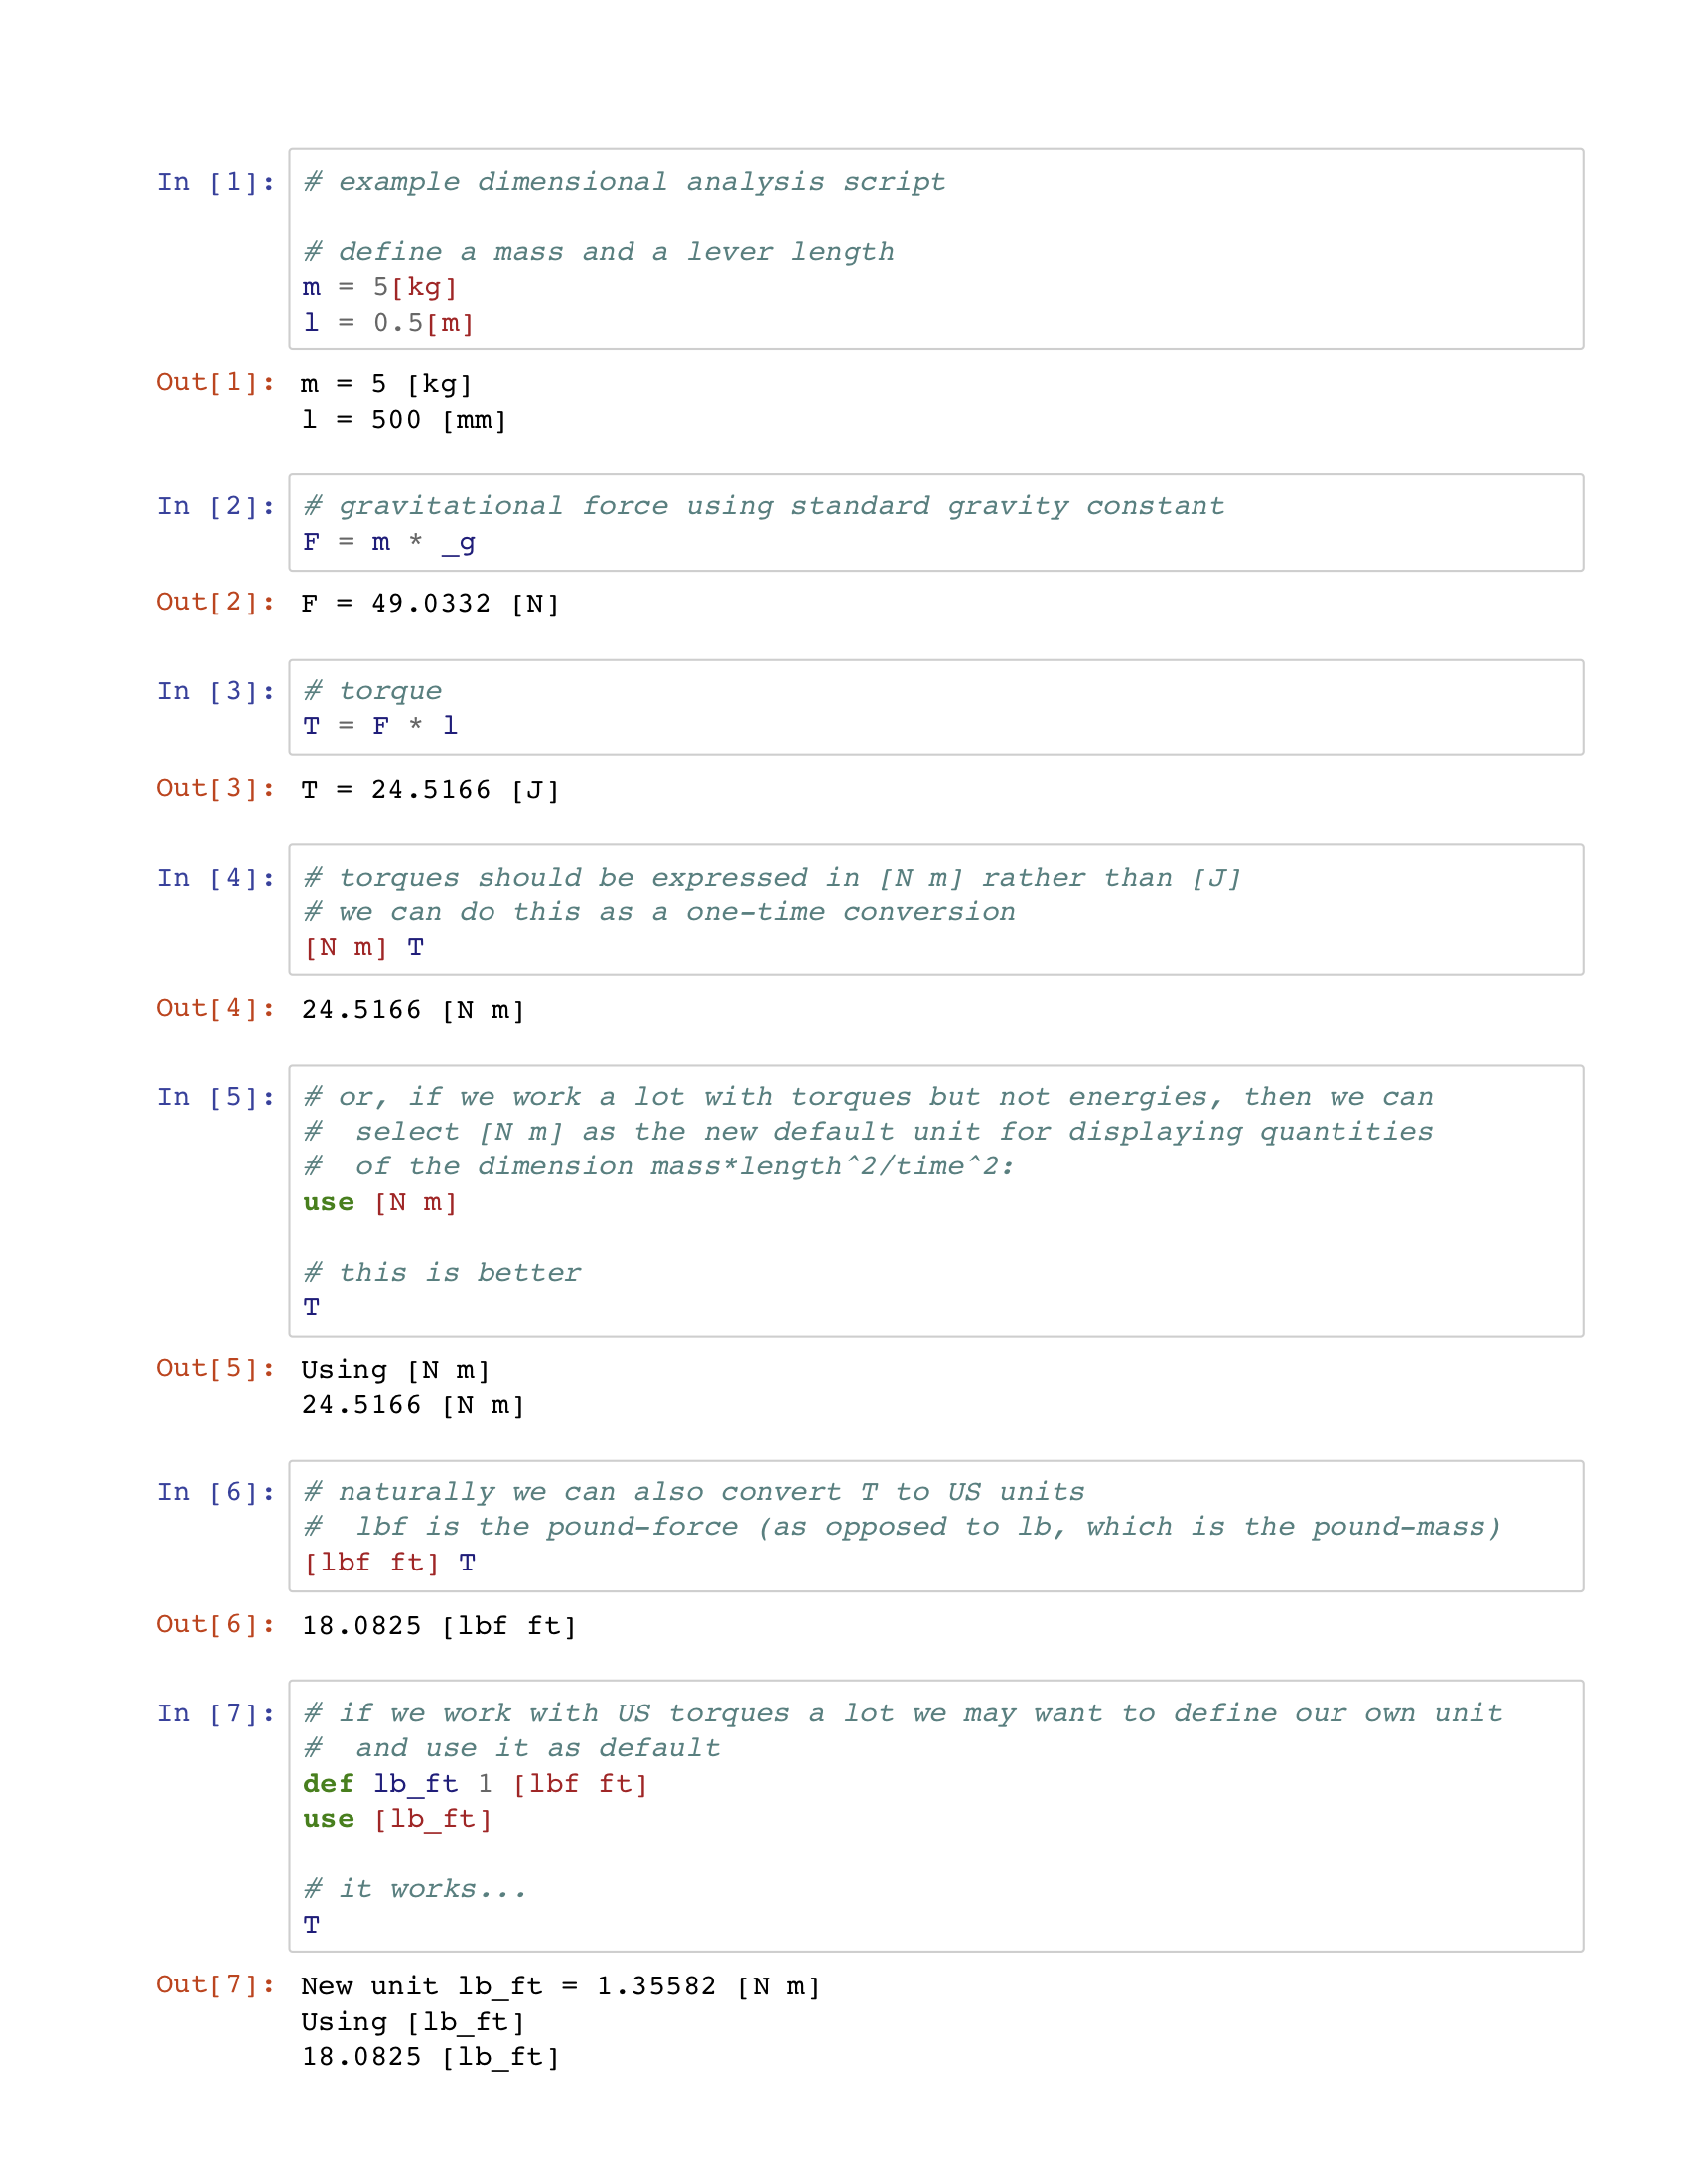 In [1]: # example dimensional analysis script
# define a mass and a lever length
m = 5[kg]
l = 0.5[m]
Out[1]: m = 5 [kg]
l = 500 [mm]
In [2]: # gravitational force using standard gravity constant
F = m * _g
Out[2]: F = 49.0332 [N]
In [3]: # torque
T = F * l
Out[3]: T = 24.5166 [J]
In [4]: # torques should be expressed in [N m] rather than [J]
# we can do this as a one-time conversion
[N m] T
Out[4]: 24.5166 [N m]
In [5]: # or, if we work a lot with torques but not energies, then we can
#  select [N m] as the new default unit for displaying quantities
#  of the dimension mass*length^2/time^2:
use [N m]
# this is better
T
Out[5]: Using [N m]
24.5166 [N m]
In [6]: # naturally we can also convert T to US units
#  lbf is the pound-force (as opposed to lb, which is the pound-mass)
[lbf ft] T
Out[6]: 18.0825 [lbf ft]
In [7]: # if we work with US torques a lot we may want to define our own unit
#  and use it as default
def lb_ft 1 [lbf ft]
use [lb_ft]
# it works...
T
Out[7]: New unit lb_ft = 1.35582 [N m]
Using [lb_ft]
18.0825 [lb_ft]